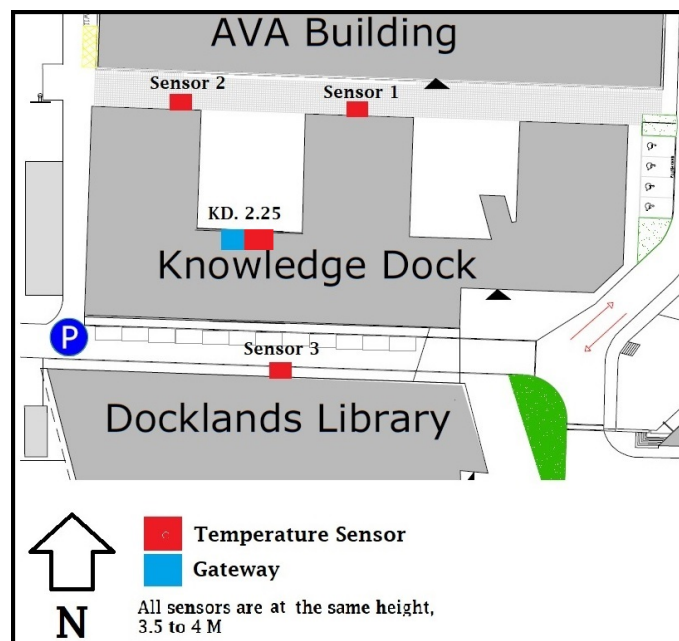 AVA Building
Sensor 2
Sensor 1
KD. 2.25
Knowledge Dock
P
Sensor 3
Docklands Library
Temperature Sensor
Gateway
N
All sensors are at the same height,
3.5 to 4 M